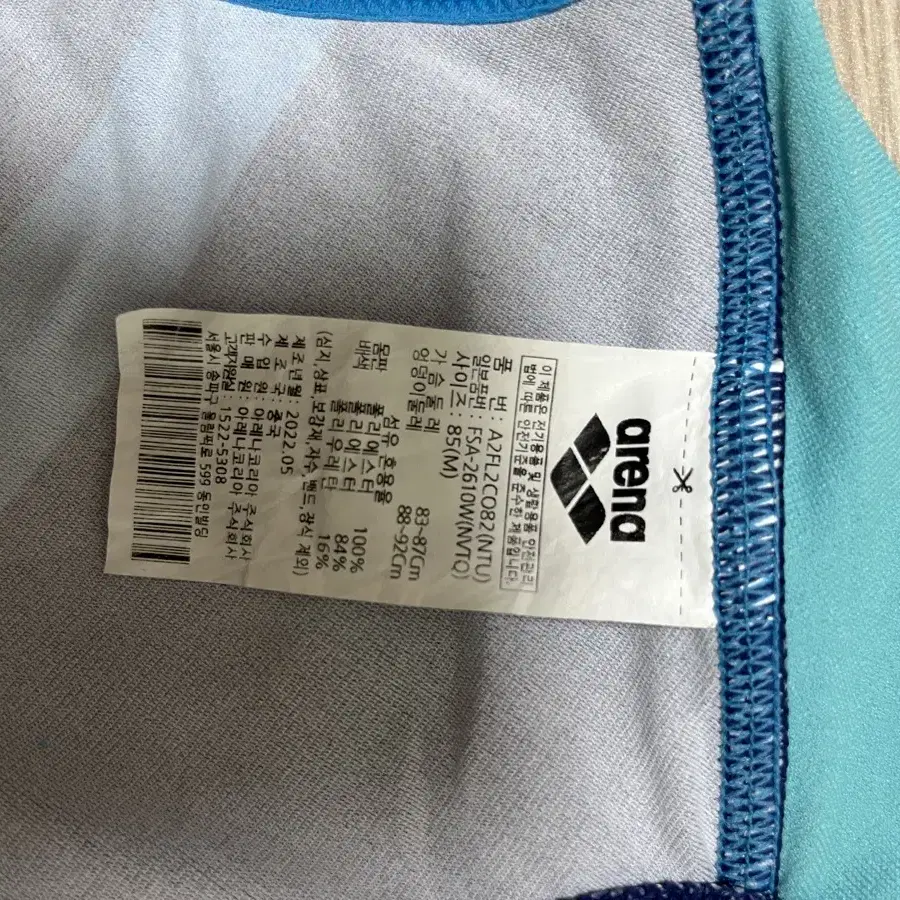 arena
이 제품은 전기용품 및 생활용품 안전관리
법에 따른 안전기준을 준수한 제품입니다.
품 번: A2FL2CO82(NTU)
일본품번: FSA-2610W(NVTQ)
사이즈: 85(M)
가슴둘레 83-87Cm
엉덩이둘레 88-92Cm
섬유 혼용율
몸판 폴리에스터 100%
배색 폴리에스터 84%
폴리우레탄 16%
(심지, 상표, 보강재, 자수, 밴드, 장식 제외)
제조년월: 2022.05
제 조 국: 중국
수 입 원: 아레나코리아 주식회사
판 매 원: 아레나코리아 주식회사
고객지원실: 1522-5308
서울시 송파구 올림픽로 599 동인빌딩